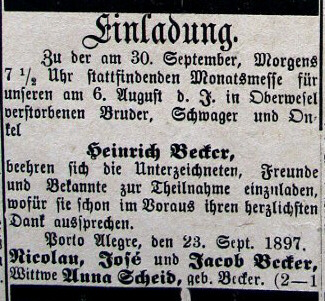 Einladung.
Zu der am 30. September, Morgens
7 1/2 Uhr stattfindenden Monatsmesse für
unseren am 6. August d. J. in Oberwesel
verstorbenen Bruder, Schwager und On-
kel
Heinrich Becker,
beehren sich die Unterzeichneten, Freunde
und Bekannte zur Theilnahme einzuladen,
wofür sie schon im Voraus ihren herzlichsten
Dank aussprechen.
Porto Alegre, den 23. Sept. 1897.
Nicolau, José und Jacob Becker,
Wittwe Anna Scheid, geb. Becker. (2—1